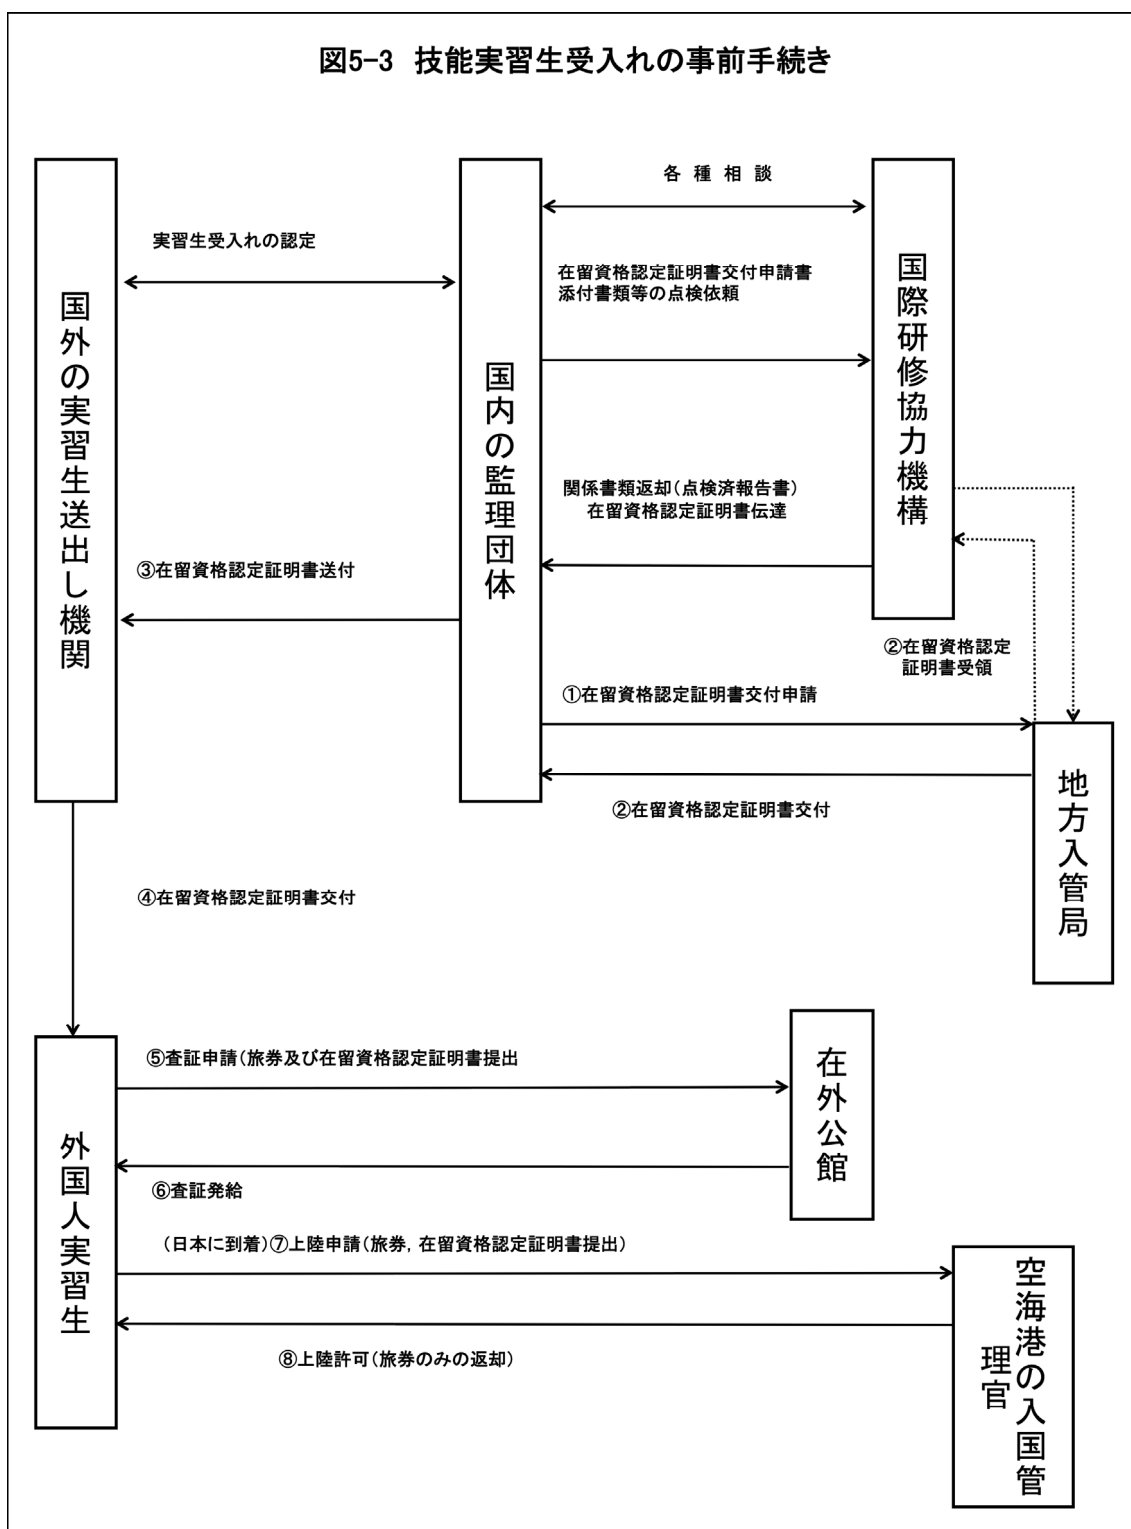 図5-3 技能実習生受入れの事前手続き
各種相談
実習生受入れの認定
在留資格認定証明書交付申請書
添付書類等の点検依頼
国外の実習生送出し機関
国内の監理団体
国際研修協力機構
関係書類返却(点検済報告書)
在留資格認定証明書伝達
③在留資格認定証明書送付
②在留資格認定
証明書受領
①在留資格認定証明書交付申請
②在留資格認定証明書交付
地方入管局
④在留資格認定証明書交付
⑤査証申請(旅券及び在留資格認定証明書提出
在外公館
外国人実習生
⑥査証発給
(日本に到着)⑦上陸申請(旅券,在留資格認定証明書提出)
⑧上陸許可(旅券のみの返却)
空海港の入国管
理官